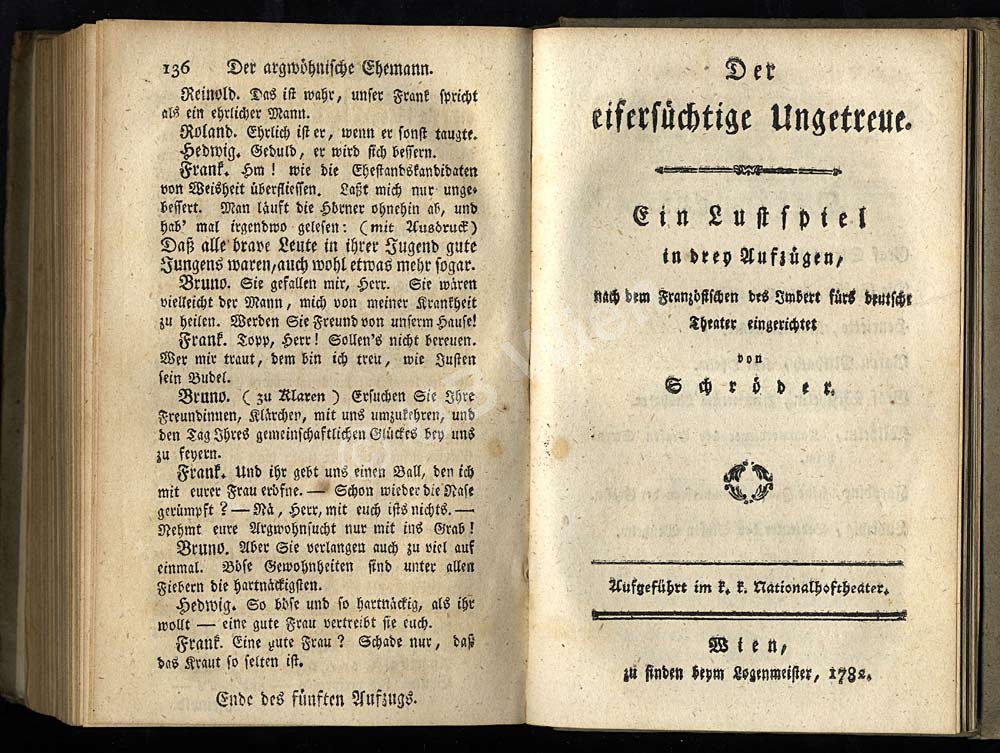 136 Der argwöhnische Ehemann.
Reinold. Das ist wahr, unser Frank spricht
als ein ehrlicher Mann.
Roland. Ehrlich ist er, wenn er sonst taugte.
Hedwig. Geduld, er wird sich bessern.
Frank. Hm! wie die Ehestandskandidaten
von Weisheit überfliessen. Laßt mich nur unge-
bessert. Man läuft die Hörner ohnehin ab, und
hab' mal irgendwo gelesen: (mit Ausdruck)
Daß alle brave Leute in ihrer Jugend gute
Jungens waren, auch wohl etwas mehr sogar.
Bruno. Sie gefallen mir, Herr. Sie wären
vielleicht der Mann, mich von meiner Krankheit
zu heilen. Werden Sie Freund von unserm Hause!
Frank. Topp, Herr! Sollen's nicht bereuen.
Wer mir traut, dem bin ich treu, wie Justen
sein Budel.
Bruno. (zu Klaren) Ersuchen Sie Ihre
Freundinnen, Klärchen, mit uns umzukehren, und
den Tag Ihres gemeinschaftlichen Glückes bey uns
zu feyern.
Frank. Und ihr gebt uns einen Ball, den ich
mit eurer Frau eröfne. — Schon wieder die Nase
gerümpft? — Nä, Herr, mit euch ists nichts. —
Nehmt eure Argwohnsucht nur mit ins Grab!
Bruno. Aber Sie verlangen auch zu viel auf
einmal. Böse Gewohnheiten sind unter allen
Fiebern die hartnäckigsten.
Hedwig. So böse und so hartnäckig, als ihr
wollt — eine gute Frau vertreibt sie euch.
Frank. Eine gute Frau? Schade nur, daß
das Kraut so selten ist.
Ende des fünften Aufzugs.
Der
eifersüchtige Ungetreue.
Ein Lustspiel
in drey Aufzügen,
nach dem Französischen des Imbert fürs deutsche
Theater eingerichtet
von
Schröder.
Aufgeführt im k. k. Nationalhoftheater.
Wien,
zu finden beym Logenmeister, 1782.